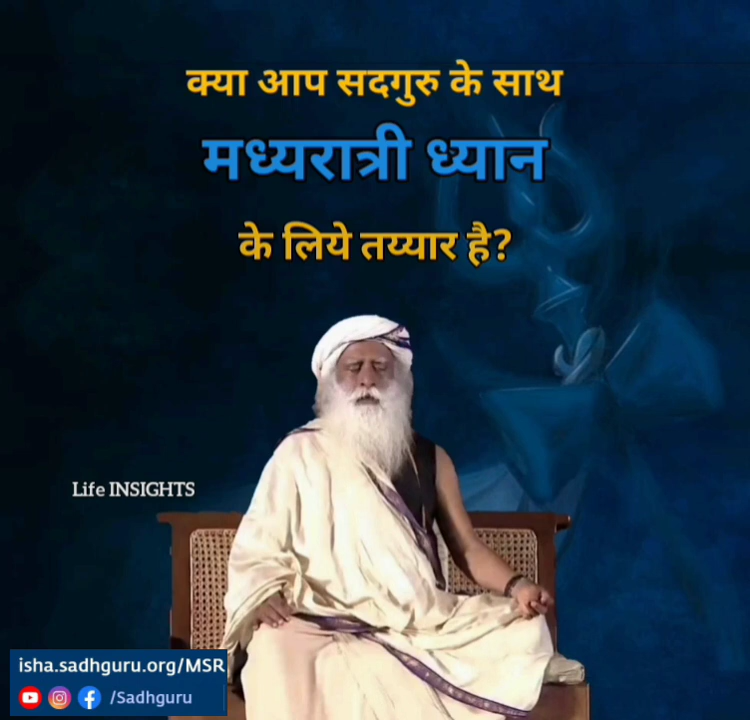 क्या आप सदगुरु के साथ
मध्यरात्री ध्यान
के लिये तय्यार है?
Life INSIGHTS
isha.sadhguru.org/MSR
/Sadhguru